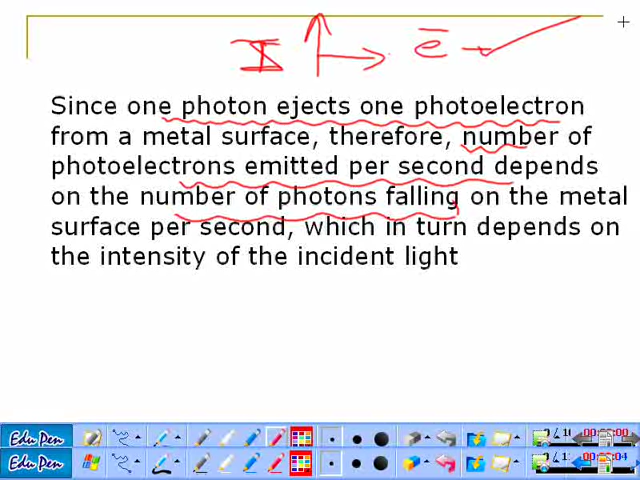 I e
Since one photon ejects one photoelectron
from a metal surface, therefore, number of
photoelectrons emitted per second depends
on the number of photons falling on the metal
surface per second, which in turn depends on
the intensity of the incident light
Edu Pen
Edu Pen